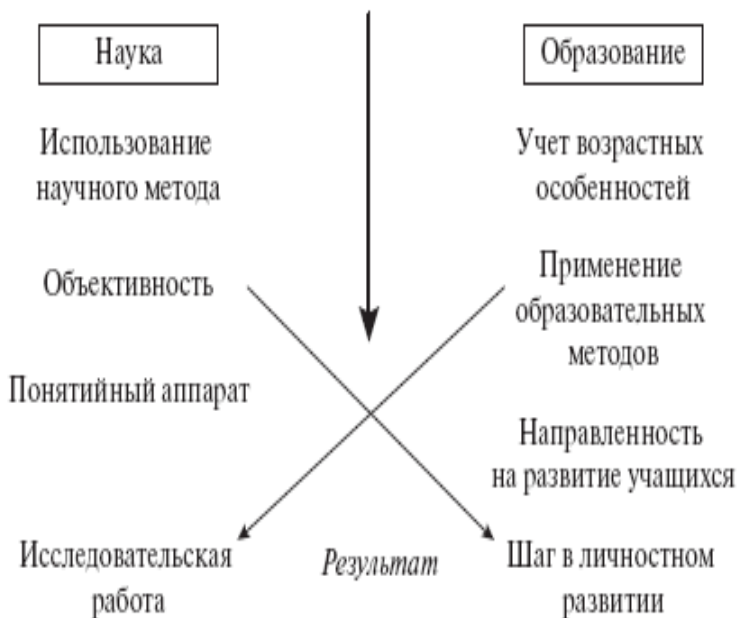 Наука
Образование
Использование
научного метода
Учет возрастных
особенностей
Объективность
Применение
образовательных
методов
Понятийный аппарат
Направленность
на развитие учащихся
Исследовательская
работа
Результат
Шаг в личностном
развитии